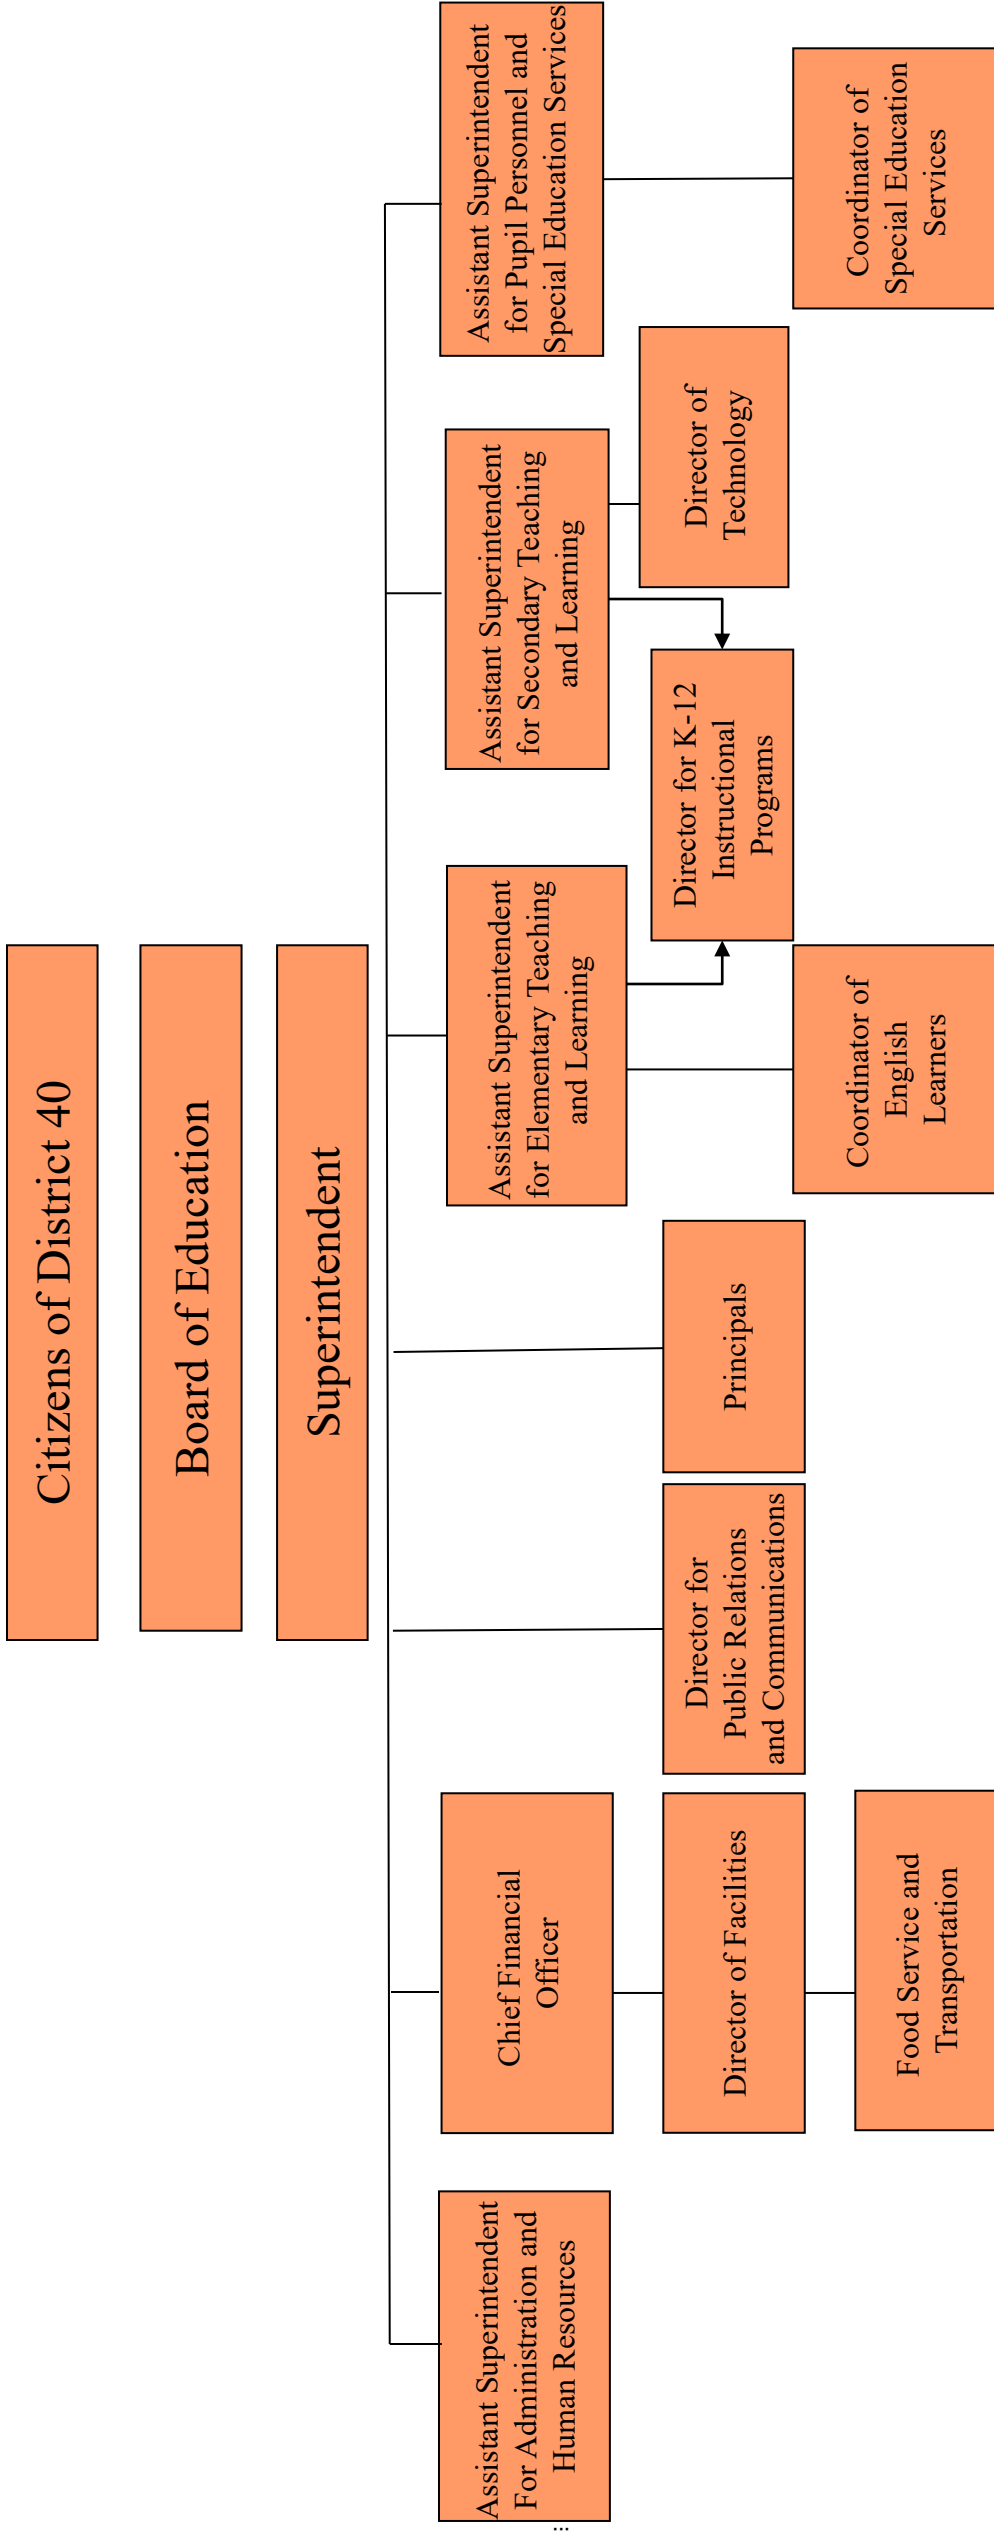 Citizens of District 40
Board of Education
Superintendent
Assistant Superintendent
For Administration and
Human Resources
Chief Financial
Officer
Assistant Superintendent
for Elementary Teaching
and Learning
Assistant Superintendent
for Secondary Teaching
and Learning
Assistant Superintendent
for Pupil Personnel and
Special Education Services
Director of Facilities
Director for
Public Relations
and Communications
Principals
Director for K-12
Instructional
Programs
Director of
Technology
Food Service and
Transportation
Coordinator of
English
Learners
Coordinator of
Special Education
Services